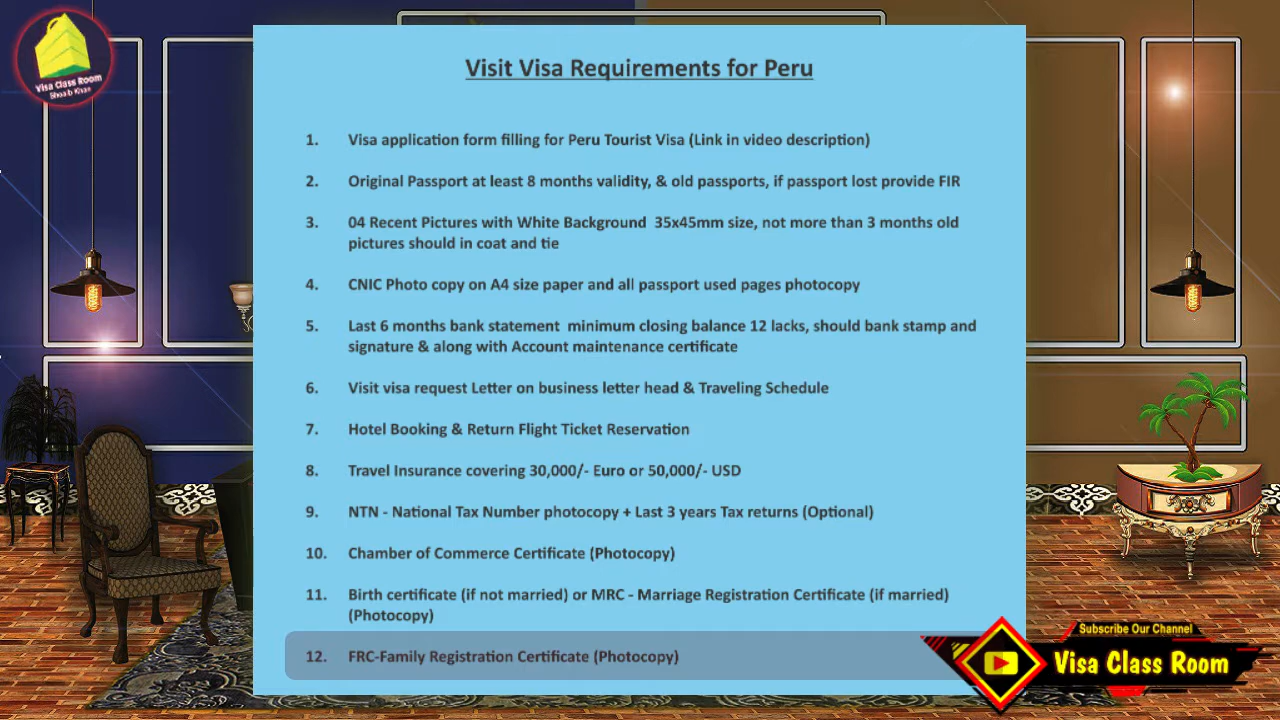 Visa Class Room
Shoaib Khan
Visit Visa Requirements for Peru
1. Visa application form filling for Peru Tourist Visa (Link in video description)
2. Original Passport at least 8 months validity, & old passports, if passport lost provide FIR
3. 04 Recent Pictures with White Background 35x45mm size, not more than 3 months old
pictures should in coat and tie
4. CNIC Photo copy on A4 size paper and all passport used pages photocopy
5. Last 6 months bank statement minimum closing balance 12 lacks, should bank stamp and
signature & along with Account maintenance certificate
6. Visit visa request Letter on business letter head & Traveling Schedule
7. Hotel Booking & Return Flight Ticket Reservation
8. Travel Insurance covering 30,000/- Euro or 50,000/- USD
9. NTN - National Tax Number photocopy + Last 3 years Tax returns (Optional)
10. Chamber of Commerce Certificate (Photocopy)
11. Birth certificate (if not married) or MRC - Marriage Registration Certificate (if married)
(Photocopy)
12. FRC-Family Registration Certificate (Photocopy)
Subscribe Our Channel
Visa Class Room